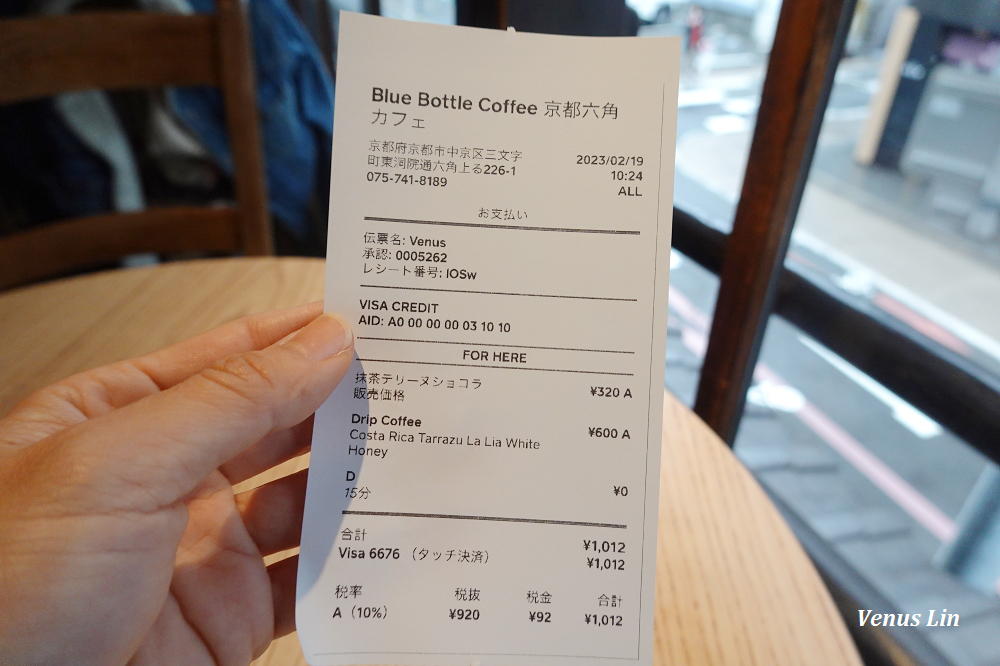 Blue Bottle Coffee 京都六角
カフェ
京都府京都市中京区三文字
町東洞院通六角上る226-1
075-741-8189
2023/02/19
10:24
ALL
お支払い
伝票名: Venus
承認: 0005262
レシート番号: IOSw
VISA CREDIT
AID: A0 00 00 00 03 10 10
FOR HERE
抹茶テリーヌショコラ ¥320 A
販売価格
Drip Coffee ¥600 A
Costa Rica Tarrazu La Lia White
Honey
D ¥0
15分
合計 ¥1,012
Visa 6676 (タッチ決済) ¥1,012
税率 税抜 税金 合計
A (10%) ¥920 ¥92 ¥1,012
Venus Lin